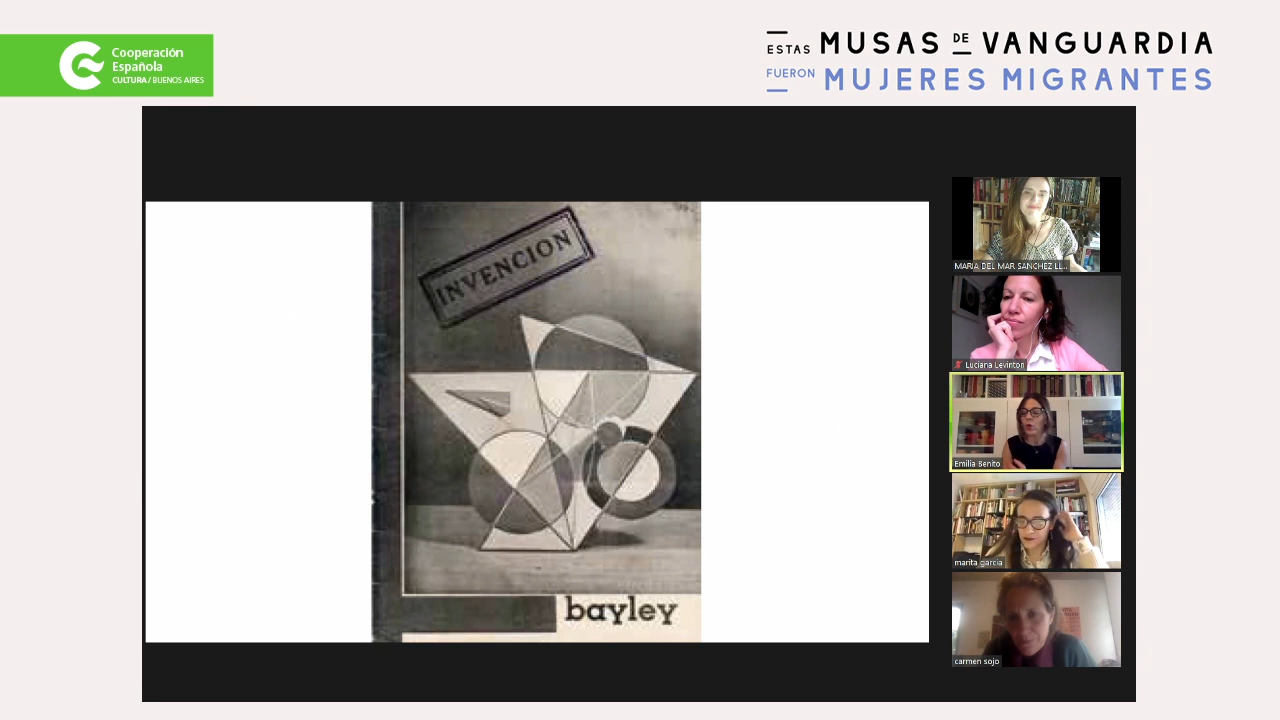 Cooperación
Española
CULTURA / BUENOS AIRES
ESTAS MUSAS DE VANGUARDIA
FUERON MUJERES MIGRANTES
INVENCION
bayley
MARIA DEL MAR SANCHEZ LL...
Luciana Levinton
Emilia Benito
marita garcia
carmen sojo